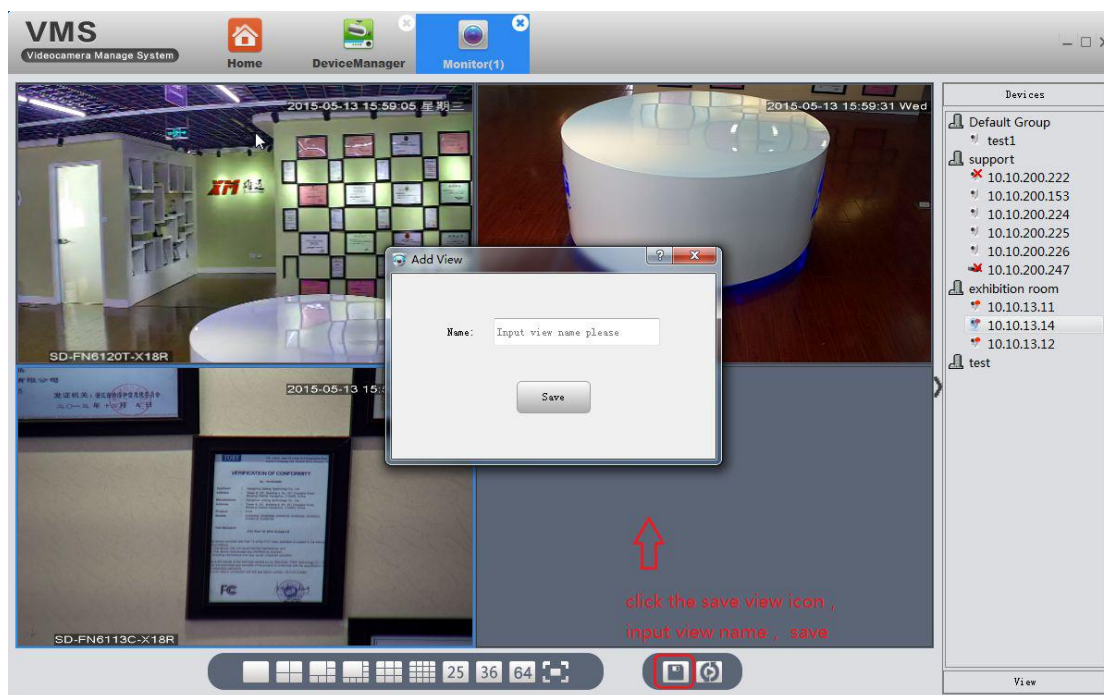 VMS
Videocamera Manage System
Home
DeviceManager
Monitor(1)
2015-05-13 15:59:05 星期三
2015-05-13 15:59:31 Wed
XM 雄迈
SD-FN6120T-X18R
2015-05-13 15:5
VERIFICATION OF CONFORMITY
FC
SD-FN6113C-X18R
Add View
Name:
Input view name please
Save
click the save view icon ,
input view name , save
25
36
64
Devices
Default Group
test1
support
10.10.200.222
10.10.200.153
10.10.200.224
10.10.200.225
10.10.200.226
10.10.200.247
exhibition room
10.10.13.11
10.10.13.14
10.10.13.12
test
View